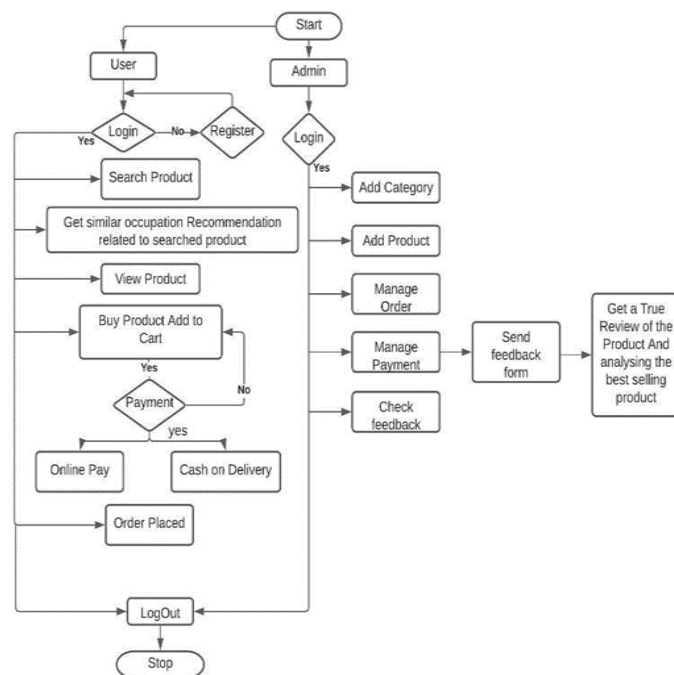 Start
User
Admin
Login
No
Register
Login
Yes
Yes
Search Product
Add Category
Get similar occupation Recommendation
related to searched product
Add Product
View Product
Manage
Order
Buy Product Add to
Cart
Manage
Payment
Send
feedback
form
Get a True
Review of the
Product And
analysing the
best selling
product
Yes
No
Payment
Check
feedback
yes
Online Pay
Cash on Delivery
Order Placed
LogOut
Stop